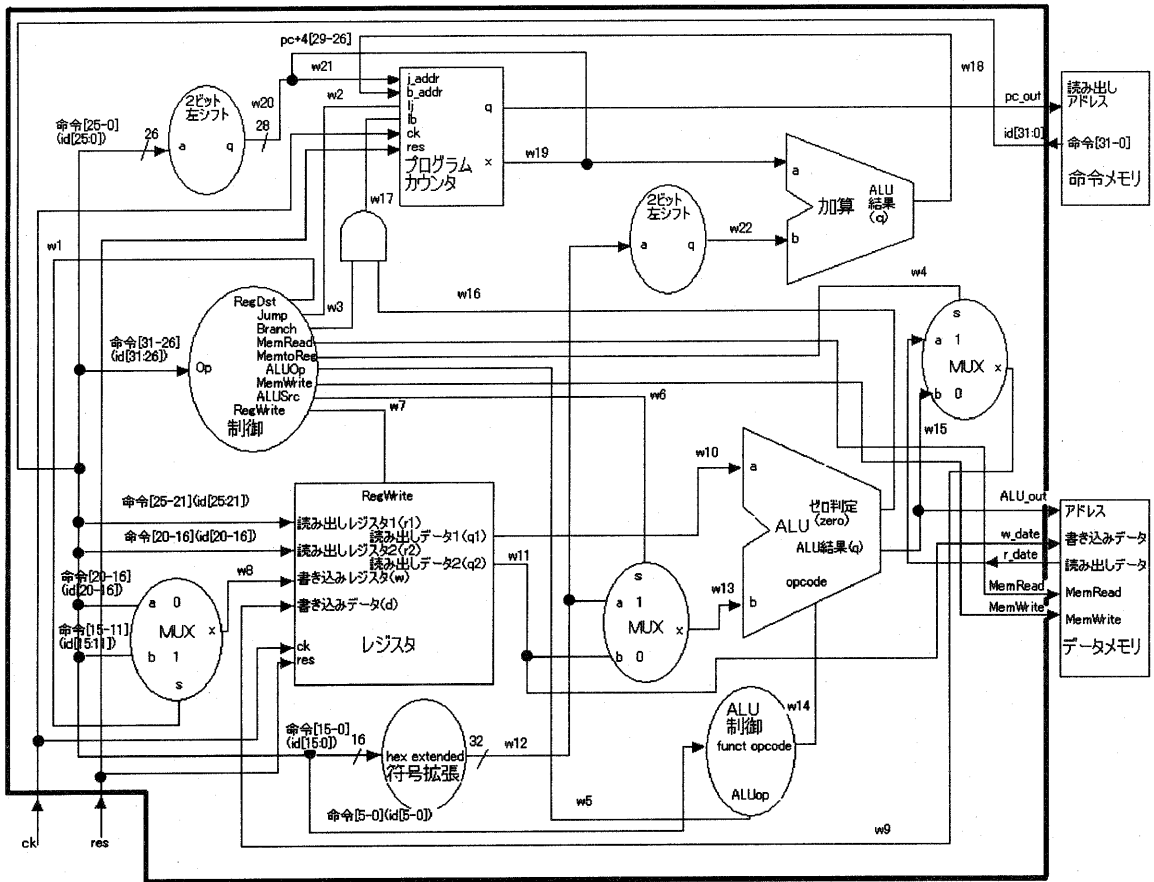 pc+4[29-26]
w21
w20
2ビット
左シフト
命令[25-0]
(id[25:0])
26
a
q
28
w2
j_addr
b_addr
lj
lb
ck
res
q
x
プログラム
カウンタ
w19
w17
w18
pc_out
id[31:0]
読み出し
アドレス
命令[31-0]
命令メモリ
2ビット
左シフト
a
q
w22
a
b
加算
ALU
結果
(q)
w1
w3
w16
w4
RegDst
Jump
Branch
MemRead
MemtoReg
ALUOp
MemWrite
ALUSrc
RegWrite
制御
Op
命令[31-26]
(id[31:26])
w7
w6
s
a 1
MUX
x
b 0
w15
w10
RegWrite
命令[25-21](id[25:21])
読み出しレジスタ1(r1)
読み出しデータ1(q1)
命令[20-16](id[20-16])
読み出しレジスタ2(r2)
読み出しデータ2(q2)
w11
w8
書き込みレジスタ(w)
書き込みデータ(d)
レジスタ
ck
res
命令[20-16]
(id[20-16])
a 0
MUX
x
命令[15-11]
(id[15:11])
b 1
s
s
a 1
MUX
x
b 0
w13
a
ゼロ判定
(zero)
ALU
ALU結果(q)
opcode
b
ALU_out
アドレス
w_date
書き込みデータ
r_date
読み出しデータ
MemRead
MemRead
MemWrite
MemWrite
データメモリ
命令[15-0]
(id[15:0])
16
hex extended
符号拡張
32
w12
ALU
制御
funct opcode
ALUop
w14
w5
命令[5-0](id[5-0])
w9
ck
res